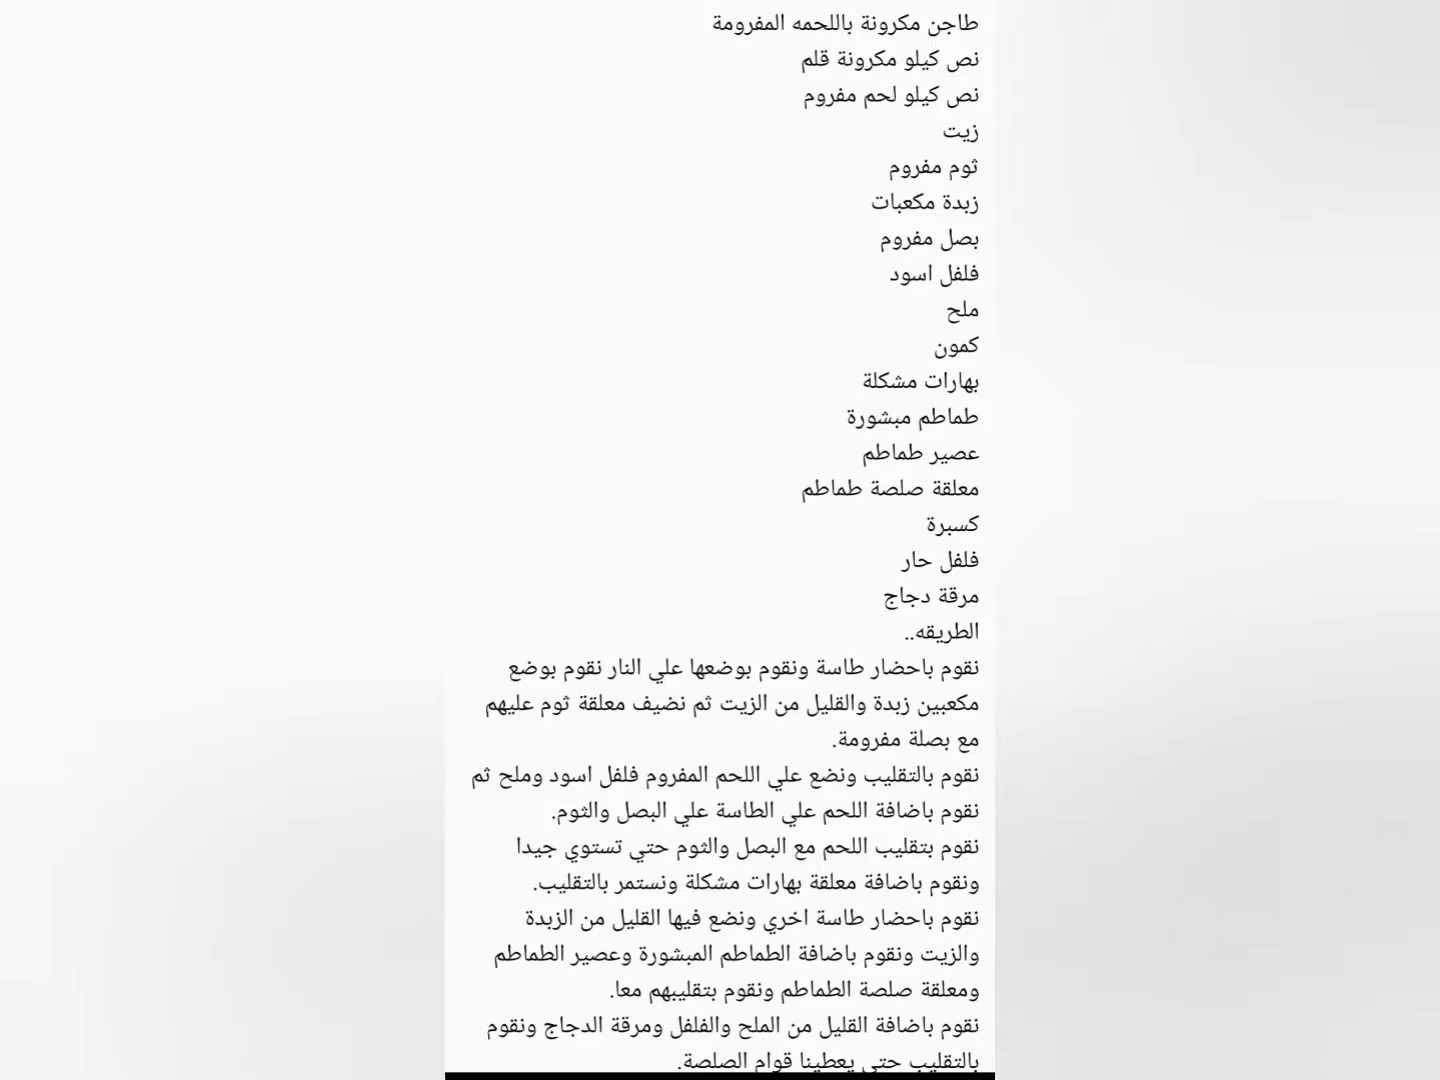 طاجن مكرونة باللحمه المفرومة
نص كيلو مكرونة قلم
نص كيلو لحم مفروم
زيت
ثوم مفروم
زبدة مكعبات
بصل مفروم
فلفل اسود
ملح
كمون
بهارات مشكلة
طماطم مبشورة
عصير طماطم
معلقة صلصة طماطم
كسبرة
فلفل حار
مرقة دجاج
الطريقه..
نقوم باحضار طاسة ونقوم بوضعها علي النار نقوم بوضع
مكعبين زبدة والقليل من الزيت ثم نضيف معلقة ثوم عليهم
مع بصلة مفرومة.
نقوم بالتقليب ونضع علي اللحم المفروم فلفل اسود وملح ثم
نقوم باضافة اللحم علي الطاسة علي البصل والثوم.
نقوم بتقليب اللحم مع البصل والثوم حتي تستوي جيدا
ونقوم باضافة معلقة بهارات مشكلة ونستمر بالتقليب.
نقوم باحضار طاسة اخري ونضع فيها القليل من الزبدة
والزيت ونقوم باضافة الطماطم المبشورة وعصير الطماطم
ومعلقة صلصة الطماطم ونقوم بتقليبهم معا.
نقوم باضافة القليل من الملح والفلفل ومرقة الدجاج ونقوم
بالتقليب حتي يعطينا قوام الصلصة.